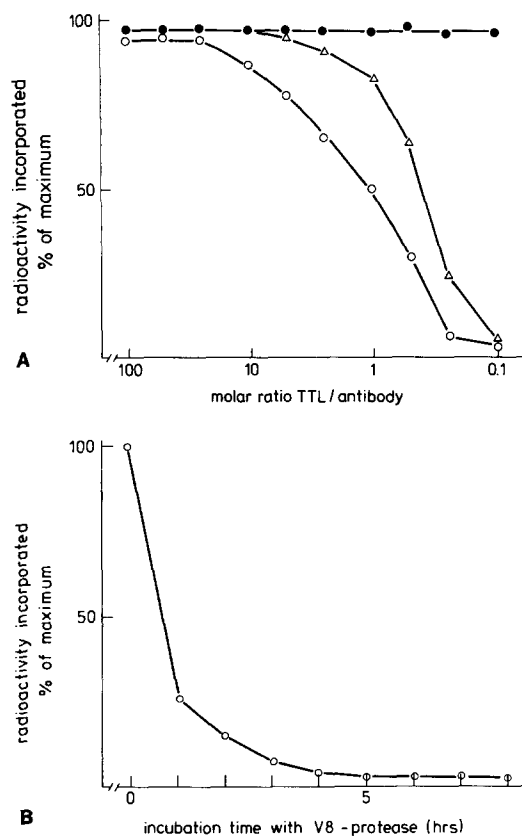 100
50
radioactivity incorporated
% of maximum
A
100
10
1
0.1
molar ratio TTL/antibody
100
50
radioactivity incorporated
% of maximum
B
0
5
incubation time with V8 -protease (hrs)